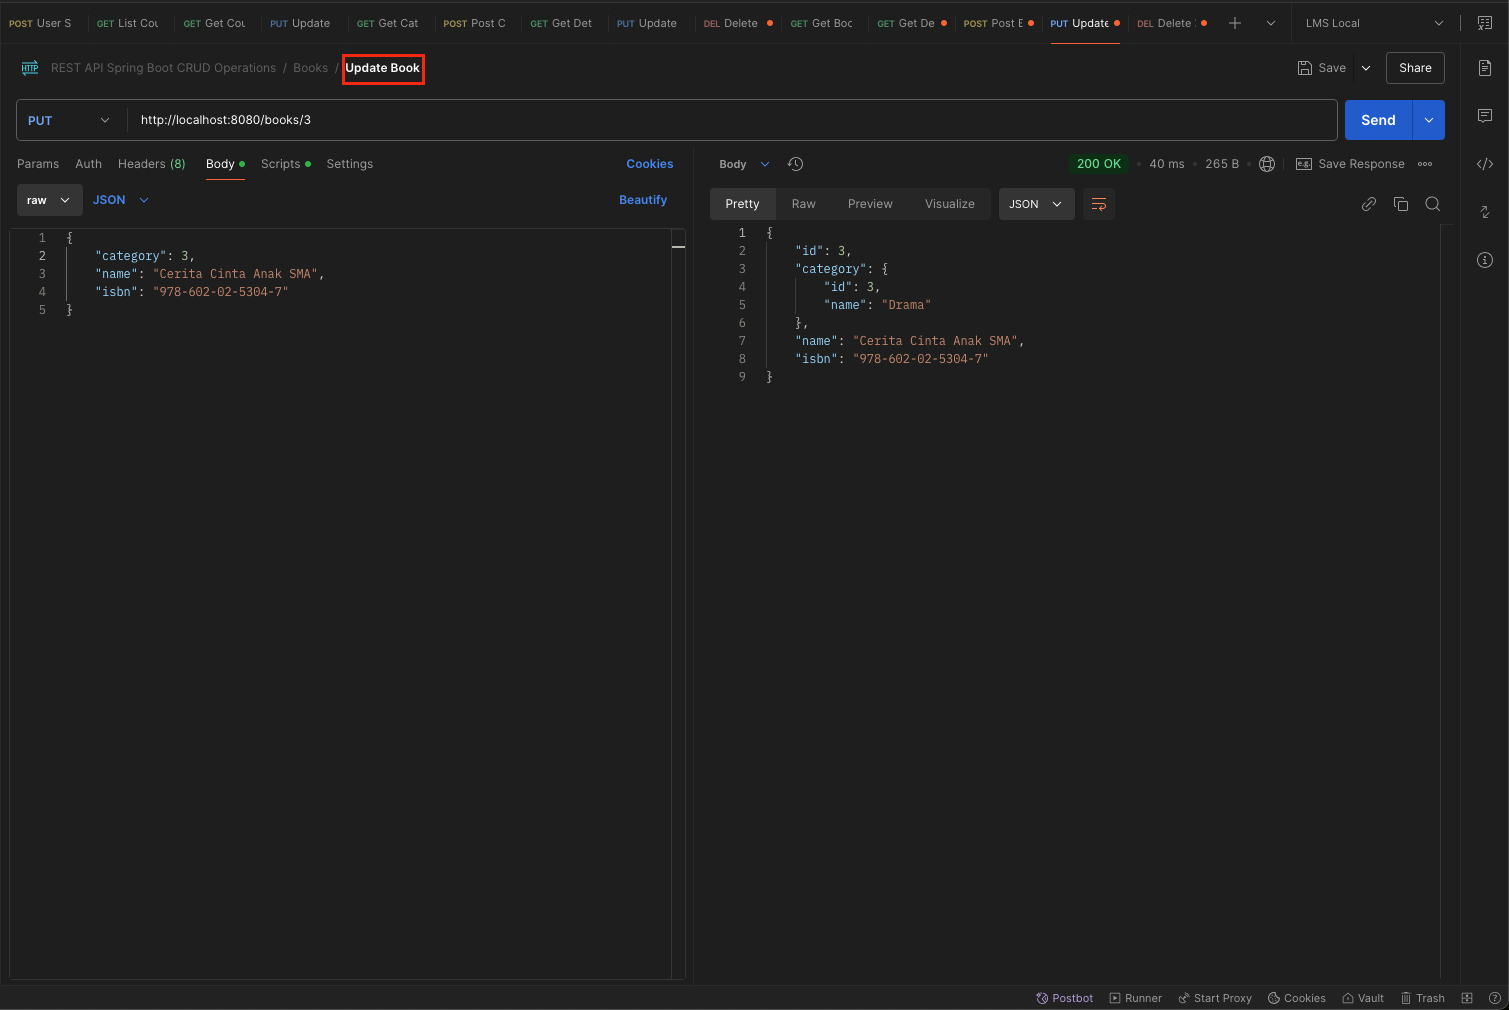 POST User S GET List Cou GET Get Cou PUT Update GET Get Cat POST Post C GET Get Det PUT Update DEL Delete GET Get Boo GET Get De POST Post B PUT Update DEL Delete LMS Local
HTTP REST API Spring Boot CRUD Operations / Books / Update Book Save Share
PUT http://localhost:8080/books/3 Send
Params Auth Headers (8) Body Scripts Settings Cookies
raw JSON Beautify
1 {
2 "category": 3,
3 "name": "Cerita Cinta Anak SMA",
4 "isbn": "978-602-02-5304-7"
5 }
Body 200 OK • 40 ms • 265 B e.g. Save Response
Pretty Raw Preview Visualize JSON
1 {
2 "id": 3,
3 "category": {
4 "id": 3,
5 "name": "Drama"
6 },
7 "name": "Cerita Cinta Anak SMA",
8 "isbn": "978-602-02-5304-7"
9 }
Postbot Runner Start Proxy Cookies Vault Trash